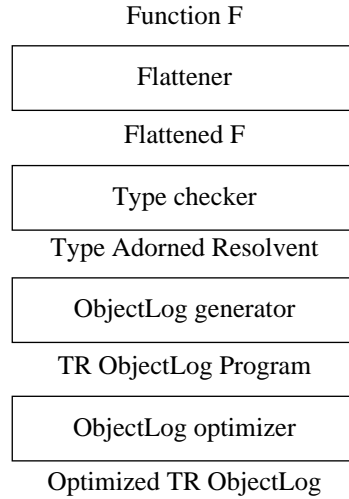 Function F
Flattener
Flattened F
Type checker
Type Adorned Resolvent
ObjectLog generator
TR ObjectLog Program
ObjectLog optimizer
Optimized TR ObjectLog